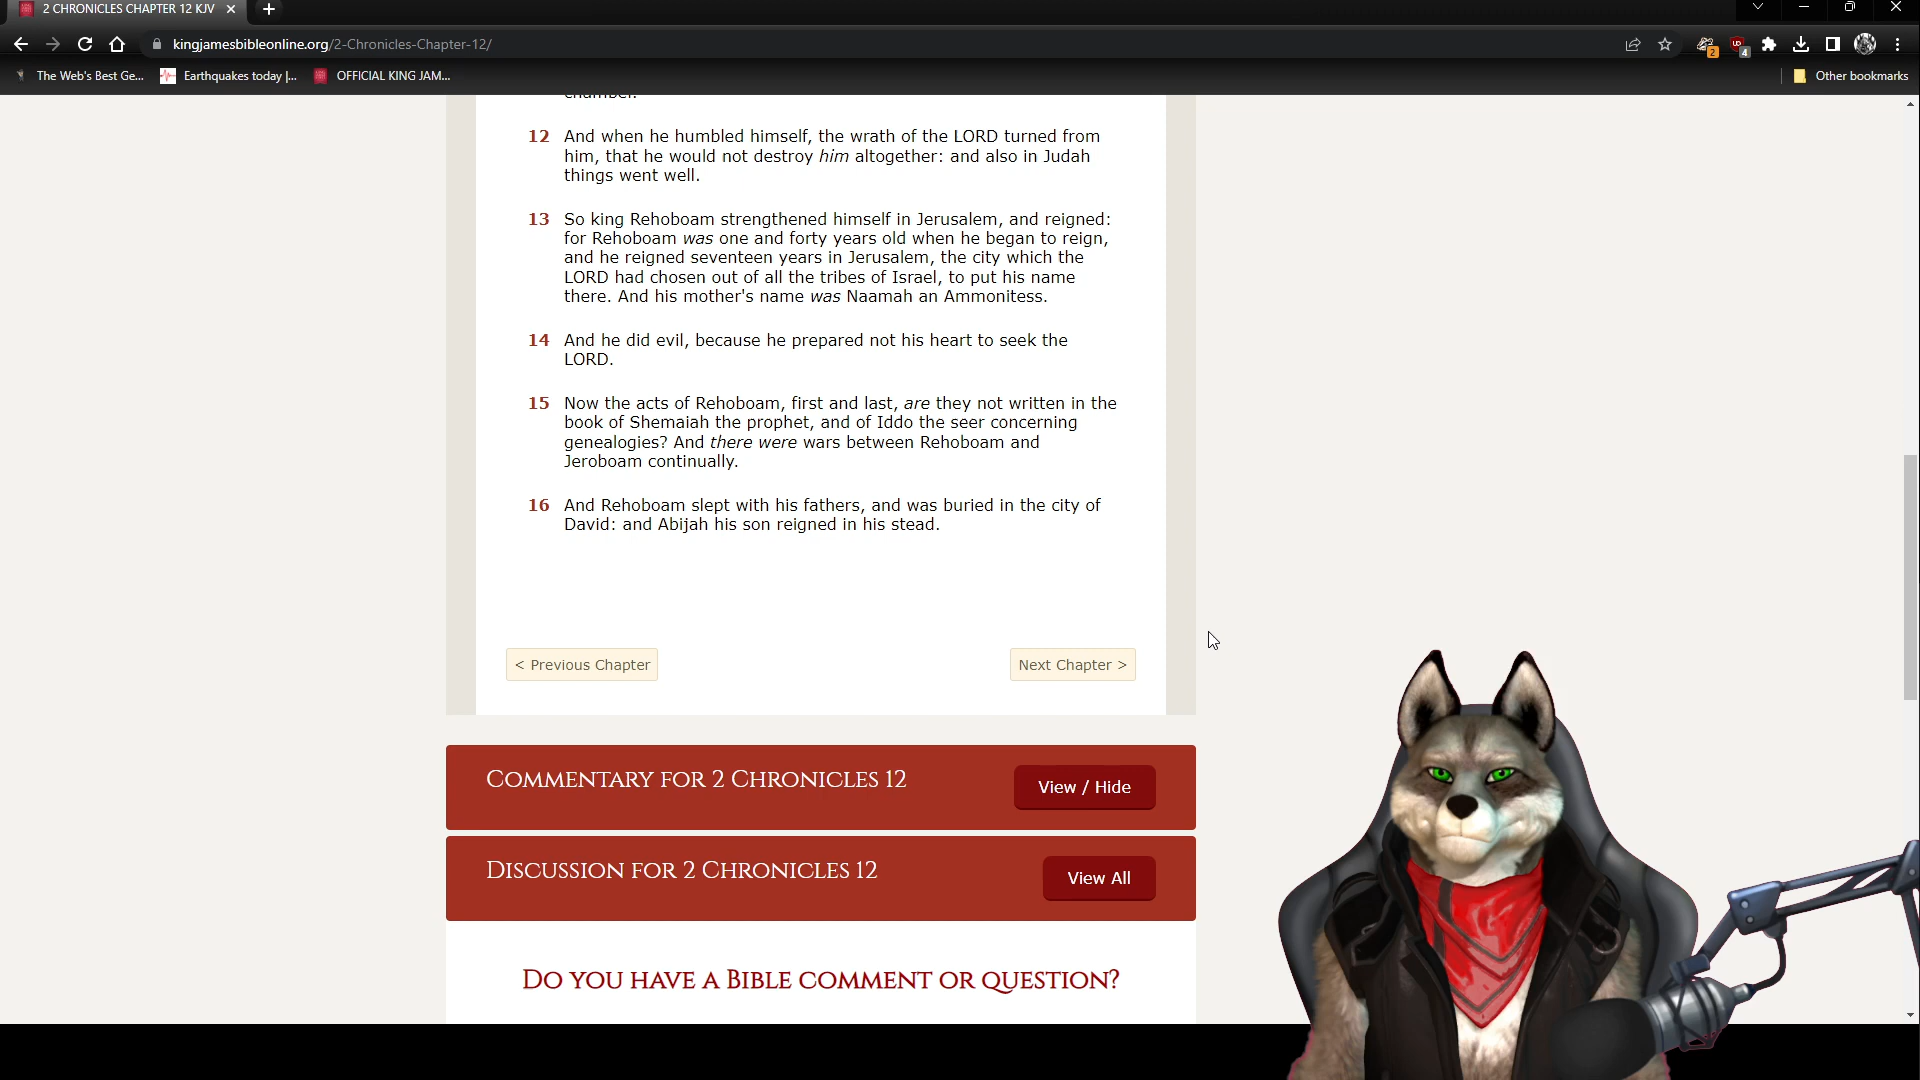 2 CHRONICLES CHAPTER 12 KJV
kingjamesbibleonline.org/2-Chronicles-Chapter-12/
2
4
The Web's Best Ge...
Earthquakes today |...
OFFICIAL KING JAM...
Other bookmarks
chamber.
12 And when he humbled himself, the wrath of the LORD turned from
him, that he would not destroy him altogether: and also in Judah
things went well.
13 So king Rehoboam strengthened himself in Jerusalem, and reigned:
for Rehoboam was one and forty years old when he began to reign,
and he reigned seventeen years in Jerusalem, the city which the
LORD had chosen out of all the tribes of Israel, to put his name
there. And his mother's name was Naamah an Ammonitess.
14 And he did evil, because he prepared not his heart to seek the
LORD.
15 Now the acts of Rehoboam, first and last, are they not written in the
book of Shemaiah the prophet, and of Iddo the seer concerning
genealogies? And there were wars between Rehoboam and
Jeroboam continually.
16 And Rehoboam slept with his fathers, and was buried in the city of
David: and Abijah his son reigned in his stead.
< Previous Chapter
Next Chapter >
COMMENTARY FOR 2 CHRONICLES 12
View / Hide
DISCUSSION FOR 2 CHRONICLES 12
View All
DO YOU HAVE A BIBLE COMMENT OR QUESTION?